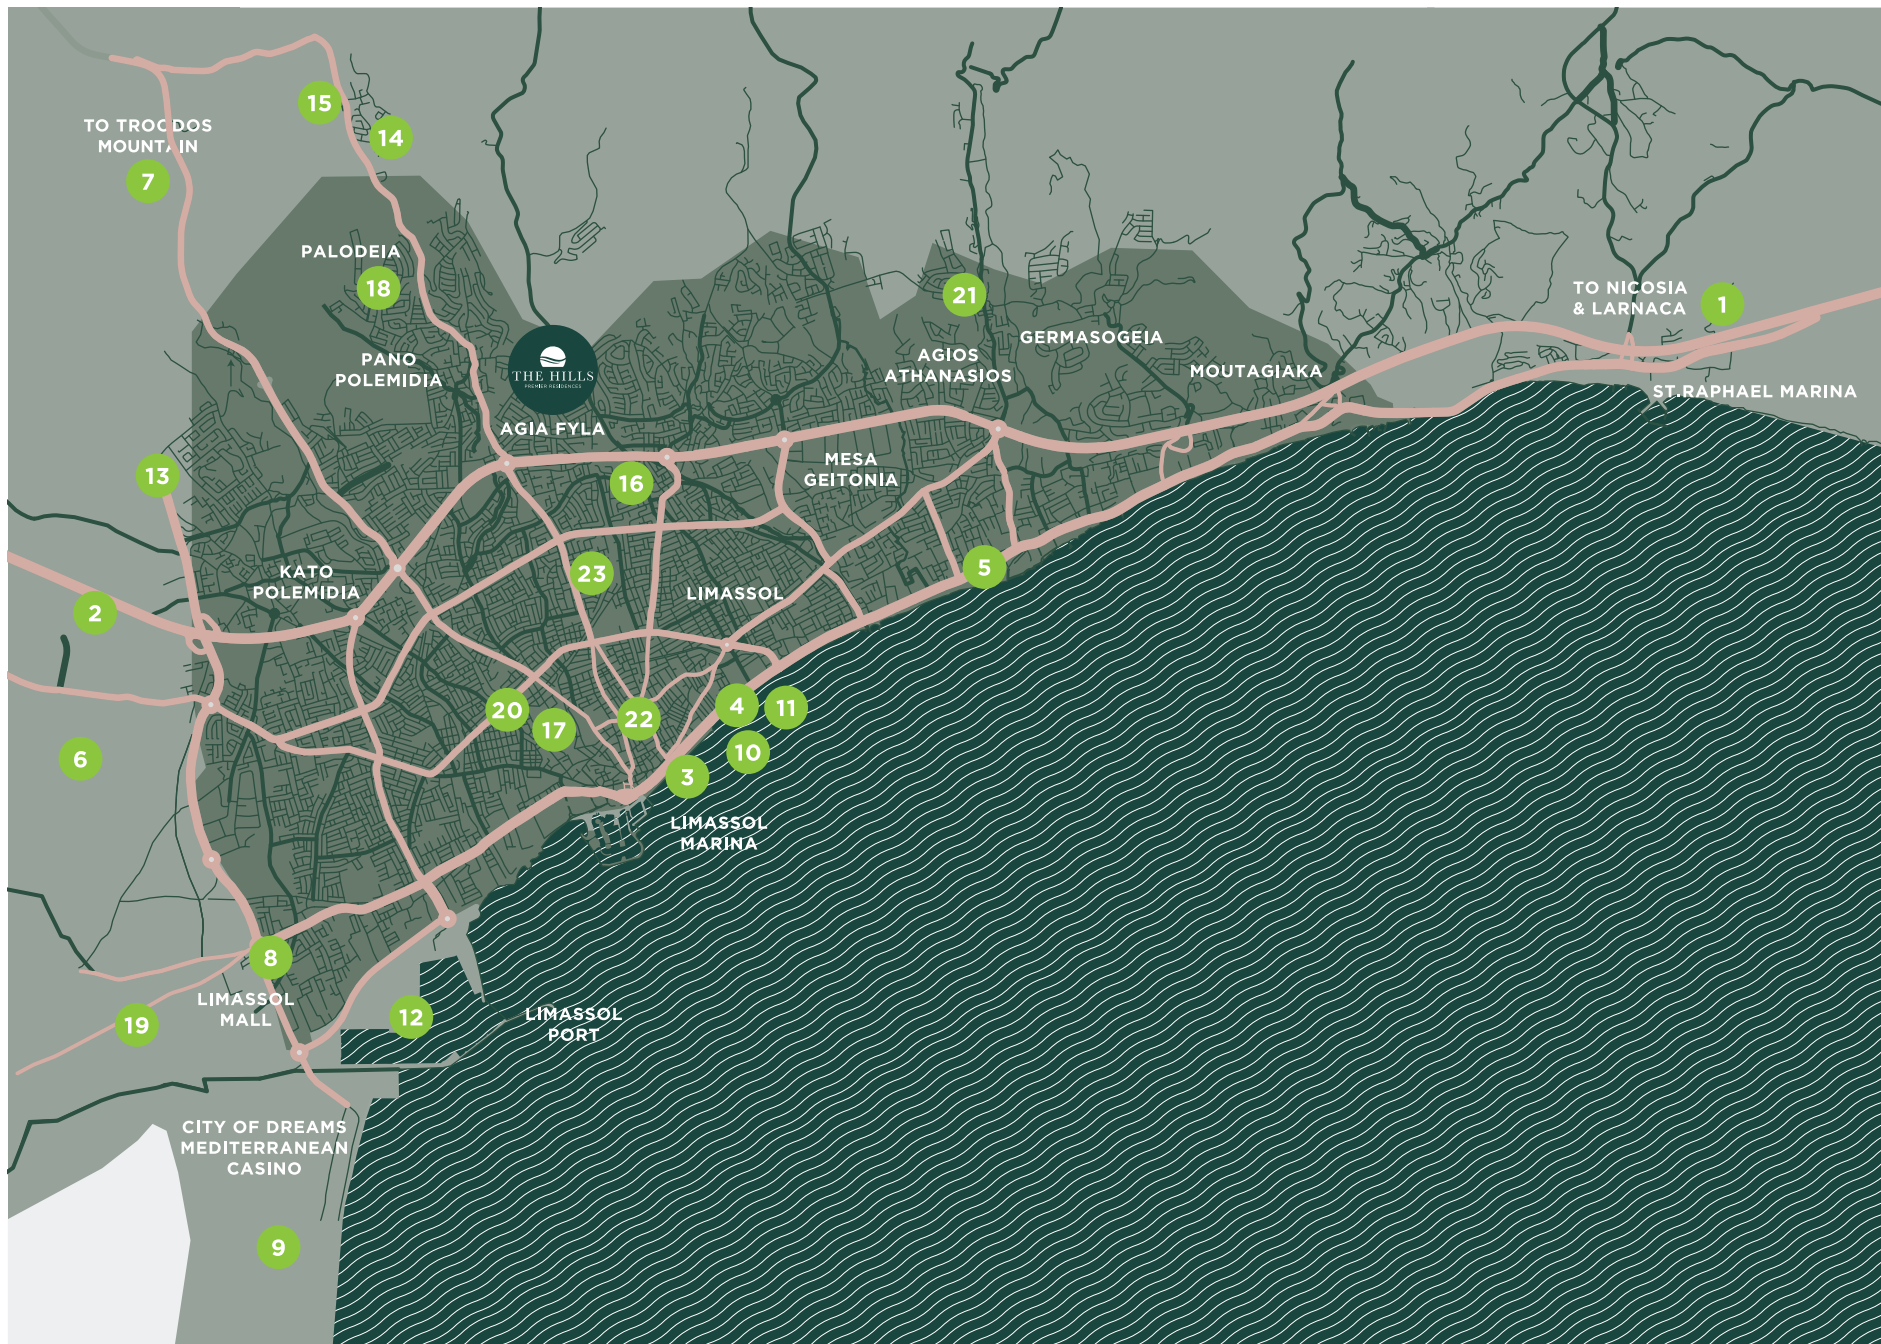 15
14
TO TROODOS
MOUNTAIN
7
PALODEIA
18
21
TO NICOSIA
& LARNACA
1
GERMASOGEIA
PANO
POLEMIDIA
THE HILLS
PREMIER RESIDENCES
AGIOS
ATHANASIOS
MOUTAGIAKA
ST.RAPHAEL MARINA
AGIA FYLA
13
16
MESA
GEITONIA
KATO
POLEMIDIA
23
LIMASSOL
5
2
20
17
22
4
11
6
10
3
LIMASSOL
MARINA
8
LIMASSOL
MALL
19
12
LIMASSOL
PORT
CITY OF DREAMS
MEDITERRANEAN
CASINO
9